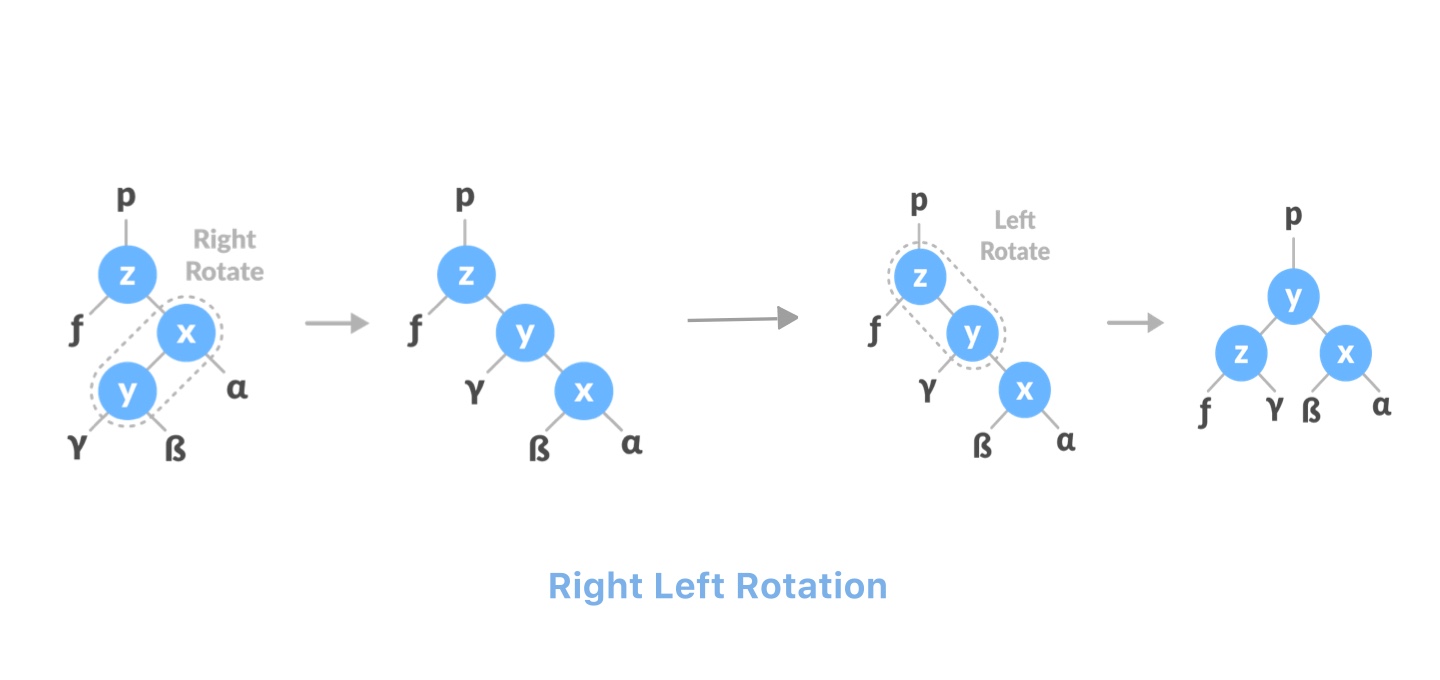 p
z
Right
Rotate
ƒ
x
y
α
γ
ß
p
z
ƒ
y
γ
x
ß
α
p
Left
Rotate
z
ƒ
y
γ
x
ß
α
p
y
z
x
ƒ
γ
ß
α
Right Left Rotation